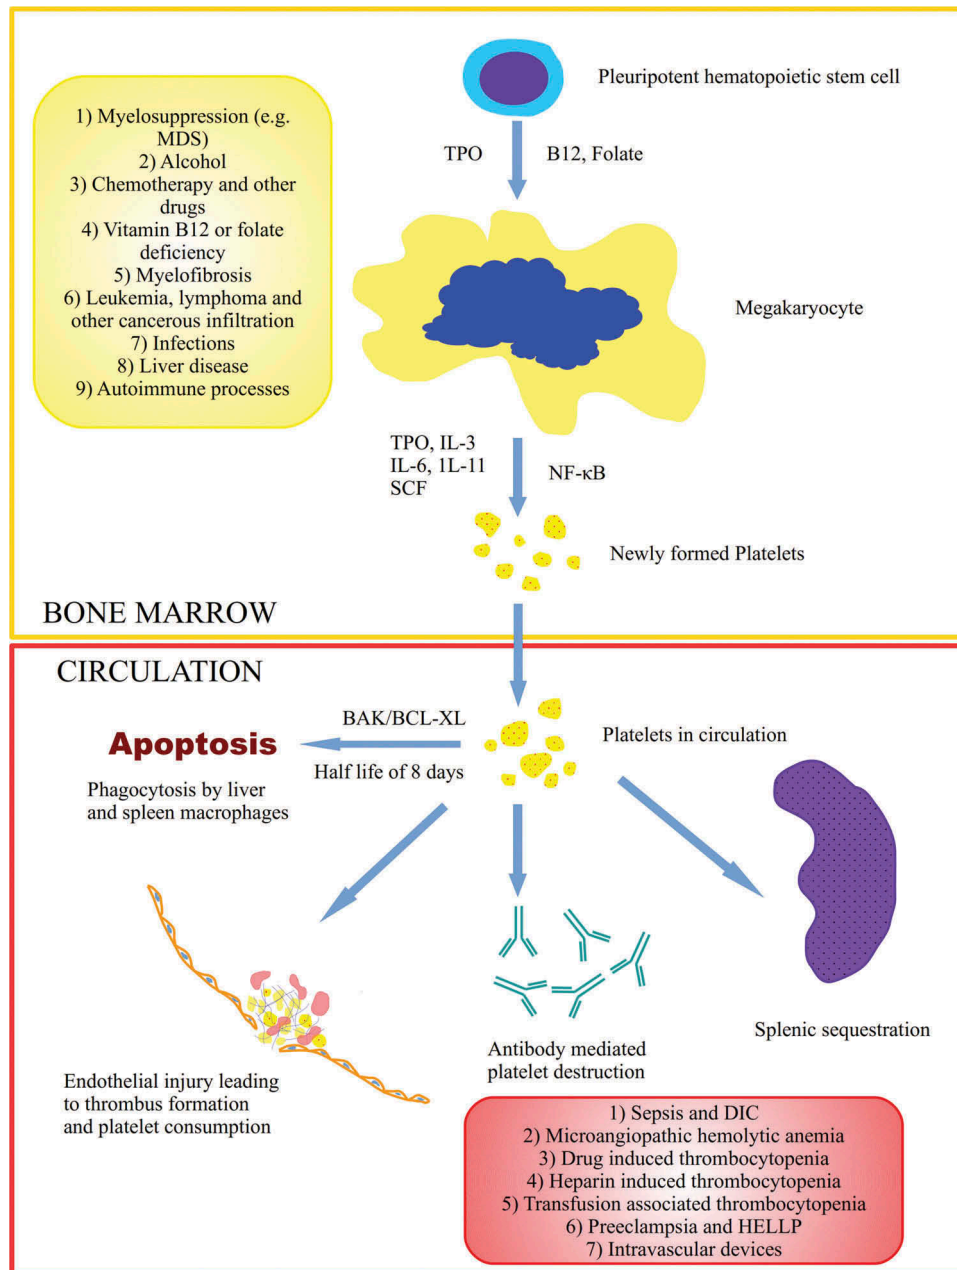 Pleuripotent hematopoietic stem cell
1) Myelosuppression (e.g.
MDS)
2) Alcohol
3) Chemotherapy and other
drugs
4) Vitamin B12 or folate
deficiency
5) Myelofibrosis
6) Leukemia, lymphoma and
other cancerous infiltration
7) Infections
8) Liver disease
9) Autoimmune processes
TPO
B12, Folate
Megakaryocyte
TPO, IL-3
IL-6, 1L-11
SCF
NF-κB
Newly formed Platelets
BONE MARROW
CIRCULATION
BAK/BCL-XL
Apoptosis
Half life of 8 days
Platelets in circulation
Phagocytosis by liver
and spleen macrophages
Splenic sequestration
Antibody mediated
platelet destruction
Endothelial injury leading
to thrombus formation
and platelet consumption
1) Sepsis and DIC
2) Microangiopathic hemolytic anemia
3) Drug induced thrombocytopenia
4) Heparin induced thrombocytopenia
5) Transfusion associated thrombocytopenia
6) Preeclampsia and HELLP
7) Intravascular devices